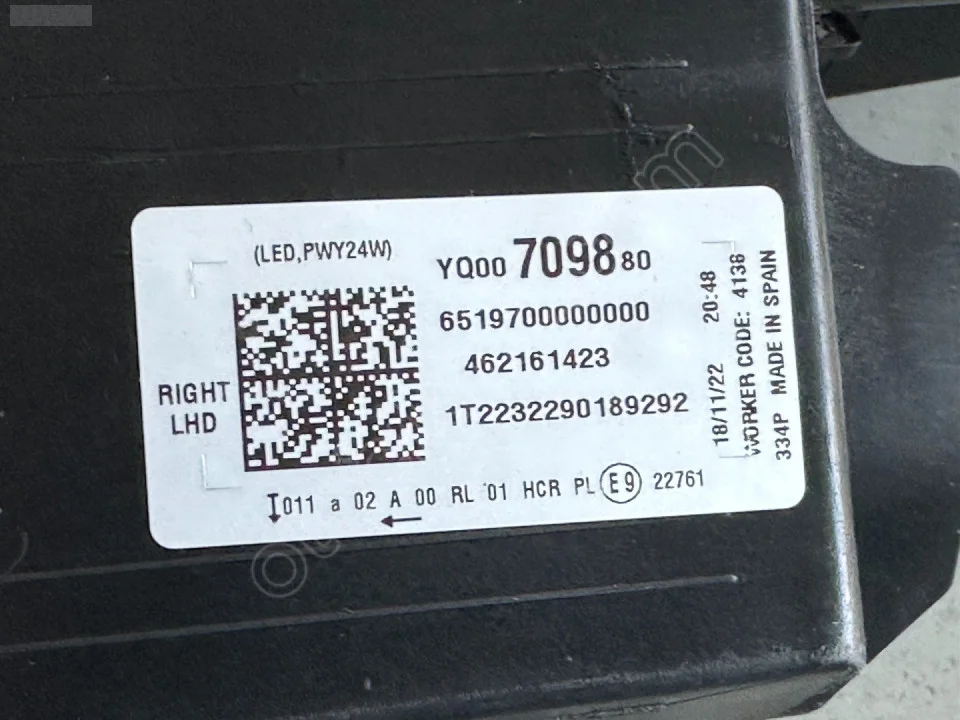 (LED,PWY24W)
YQ00 7098 80
6519700000000
462161423
1T2232290189292
RIGHT
LHD
18/11/22 20:48
WORKER CODE: 4136
334P MADE IN SPAIN
011 a 02 A 00 RL 01 HCR PL E9 22761